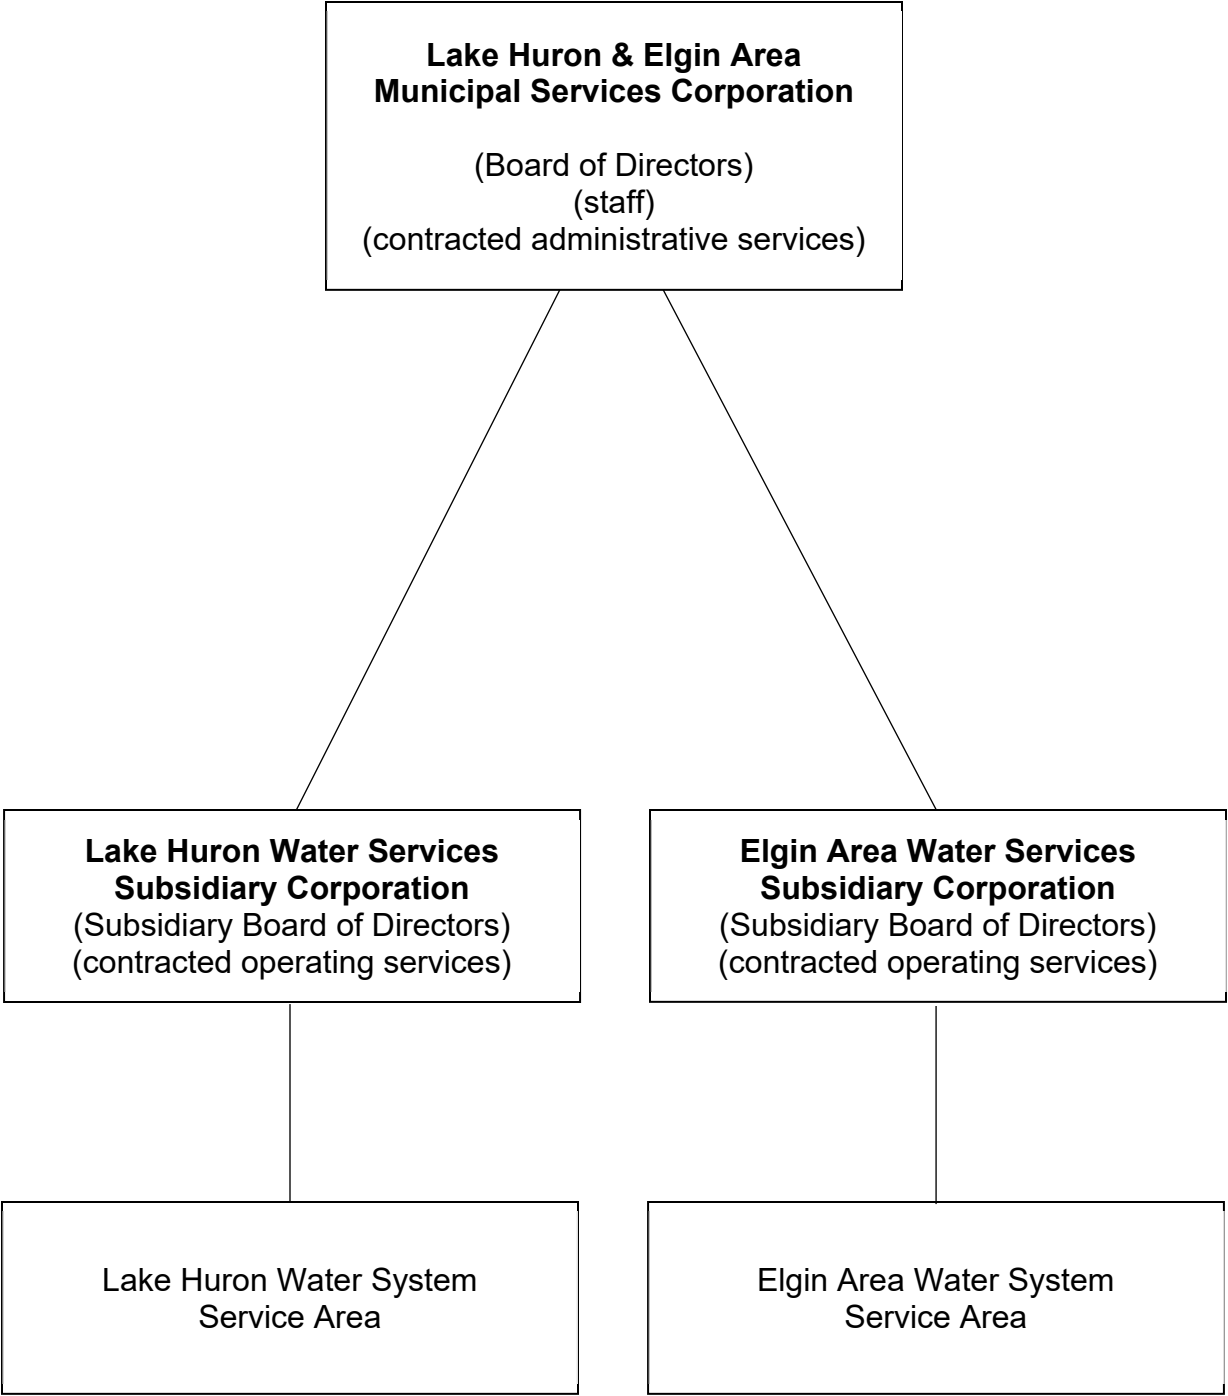 Lake Huron & Elgin Area
Municipal Services Corporation
(Board of Directors)
(staff)
(contracted administrative services)
Lake Huron Water Services
Subsidiary Corporation
(Subsidiary Board of Directors)
(contracted operating services)
Elgin Area Water Services
Subsidiary Corporation
(Subsidiary Board of Directors)
(contracted operating services)
Lake Huron Water System
Service Area
Elgin Area Water System
Service Area